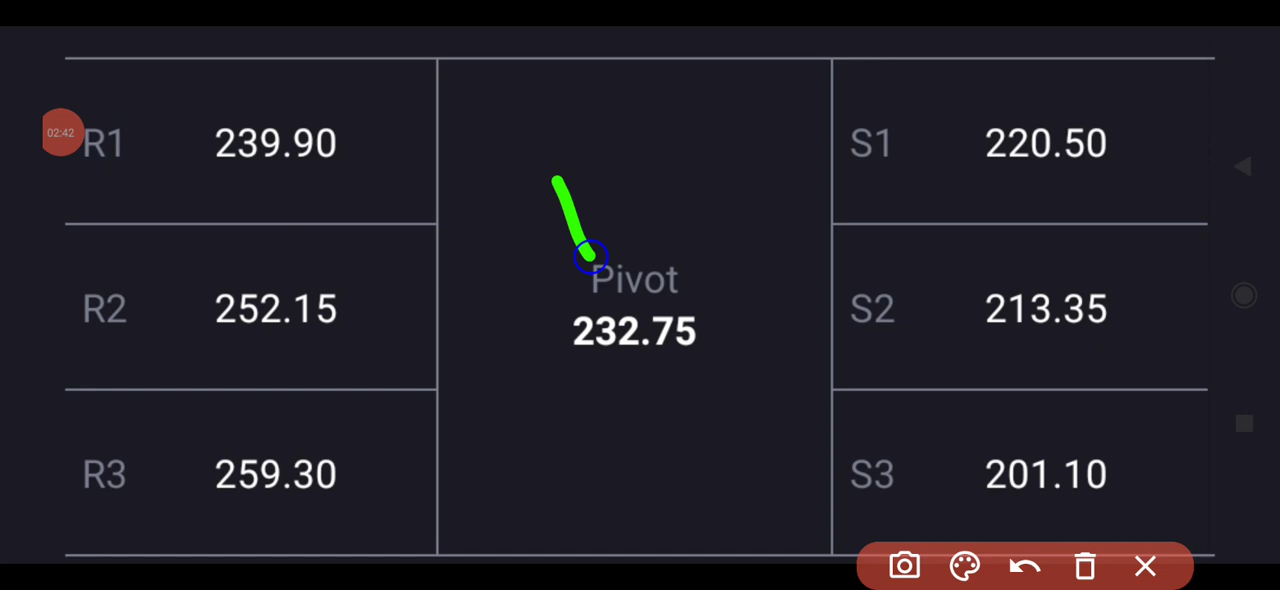 02:42
R1 239.90
S1 220.50
Pivot
232.75
R2 252.15
S2 213.35
R3 259.30
S3 201.10